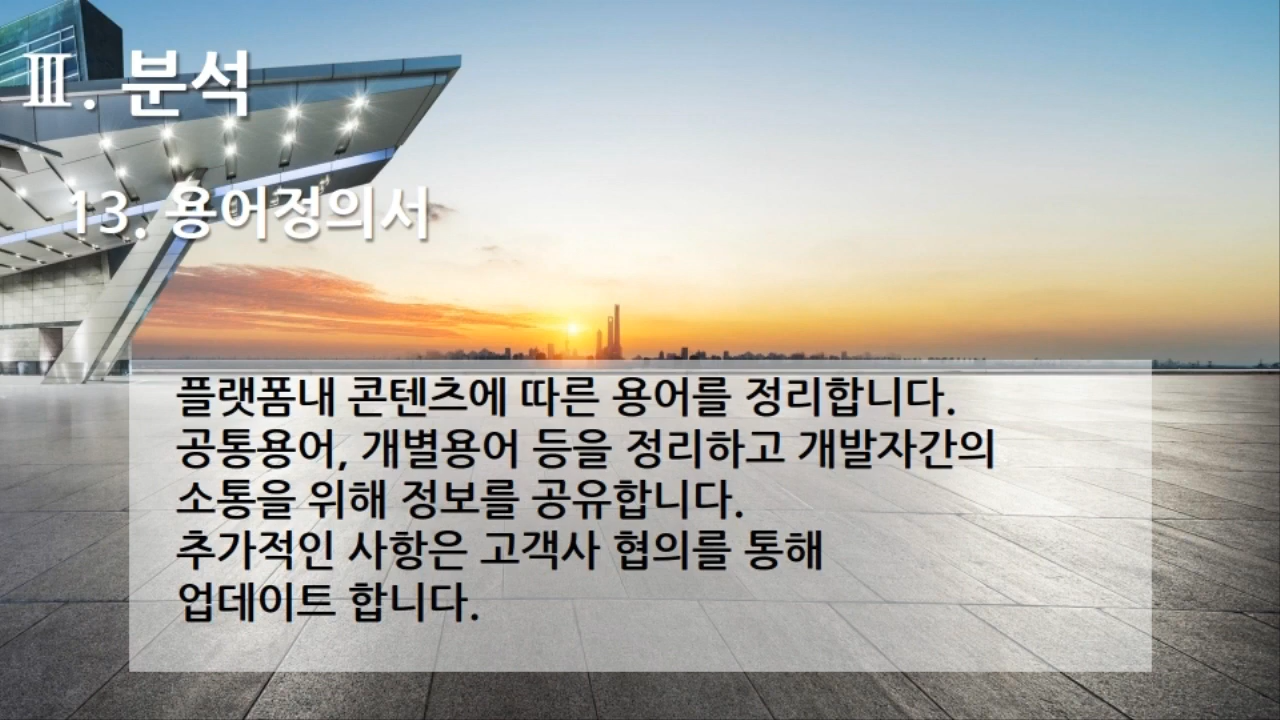 Ⅲ. 분석
13. 용어정의서
플랫폼내 콘텐츠에 따른 용어를 정리합니다.
공통용어, 개별용어 등을 정리하고 개발자간의
소통을 위해 정보를 공유합니다.
추가적인 사항은 고객사 협의를 통해
업데이트 합니다.